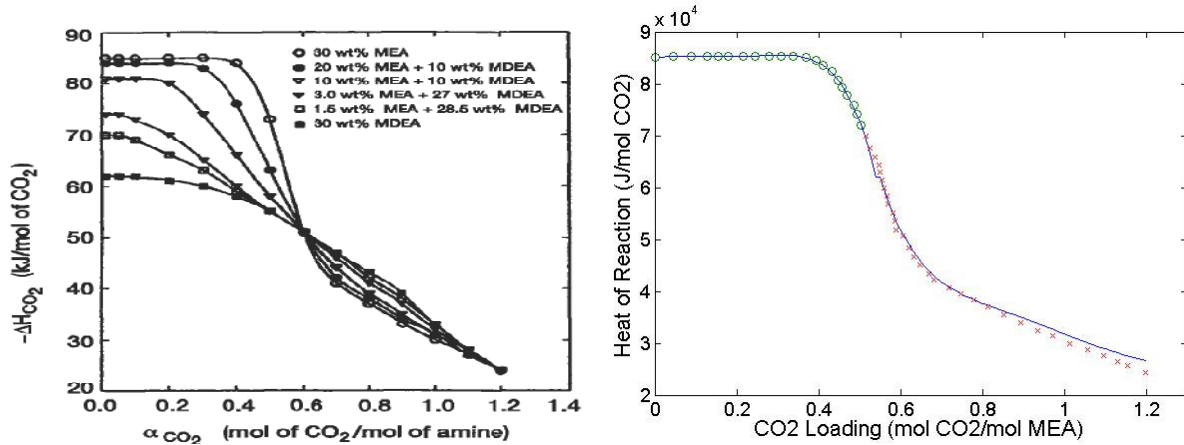 90
80
70
60
50
40
30
20
-ΔH_CO2 (kJ/mol of CO2)
30 wt% MEA
20 wt% MEA + 10 wt% MDEA
10 wt% MEA + 10 wt% MDEA
3.0 wt% MEA + 27 wt% MDEA
1.5 wt% MEA + 28.5 wt% MDEA
30 wt% MDEA
0.0 0.2 0.4 0.6 0.8 1.0 1.2 1.4
α CO2 (mol of CO2/mol of amine)
x 10^4
9
8
7
6
5
4
3
2
Heat of Reaction (J/mol CO2)
0 0.2 0.4 0.6 0.8 1 1.2
CO2 Loading (mol CO2/mol MEA)